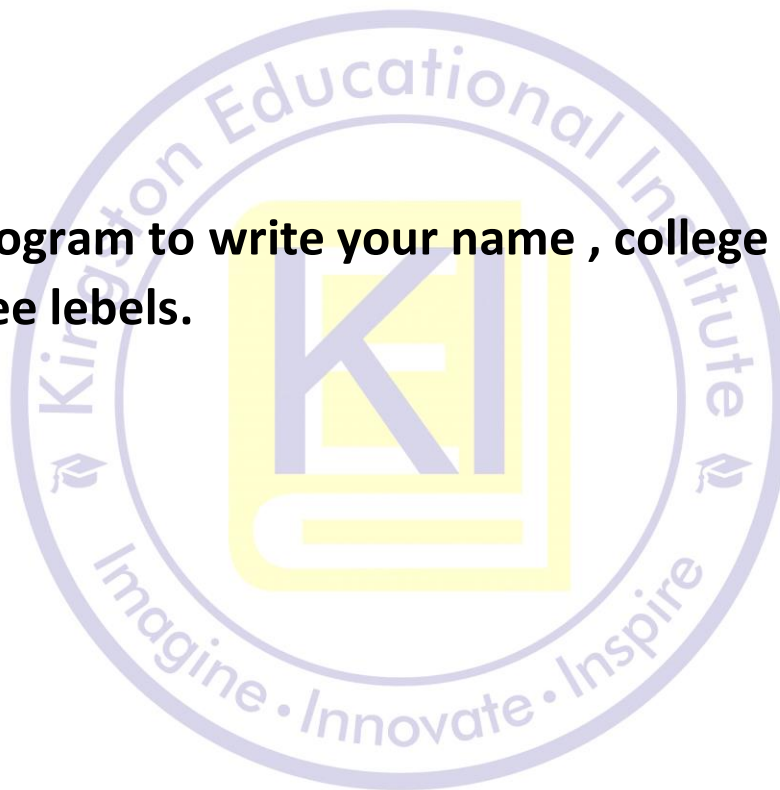 Kingston Educational Institute
ogram to write your name , college
ee lebels.
KI
Imagine • Innovate • Inspire